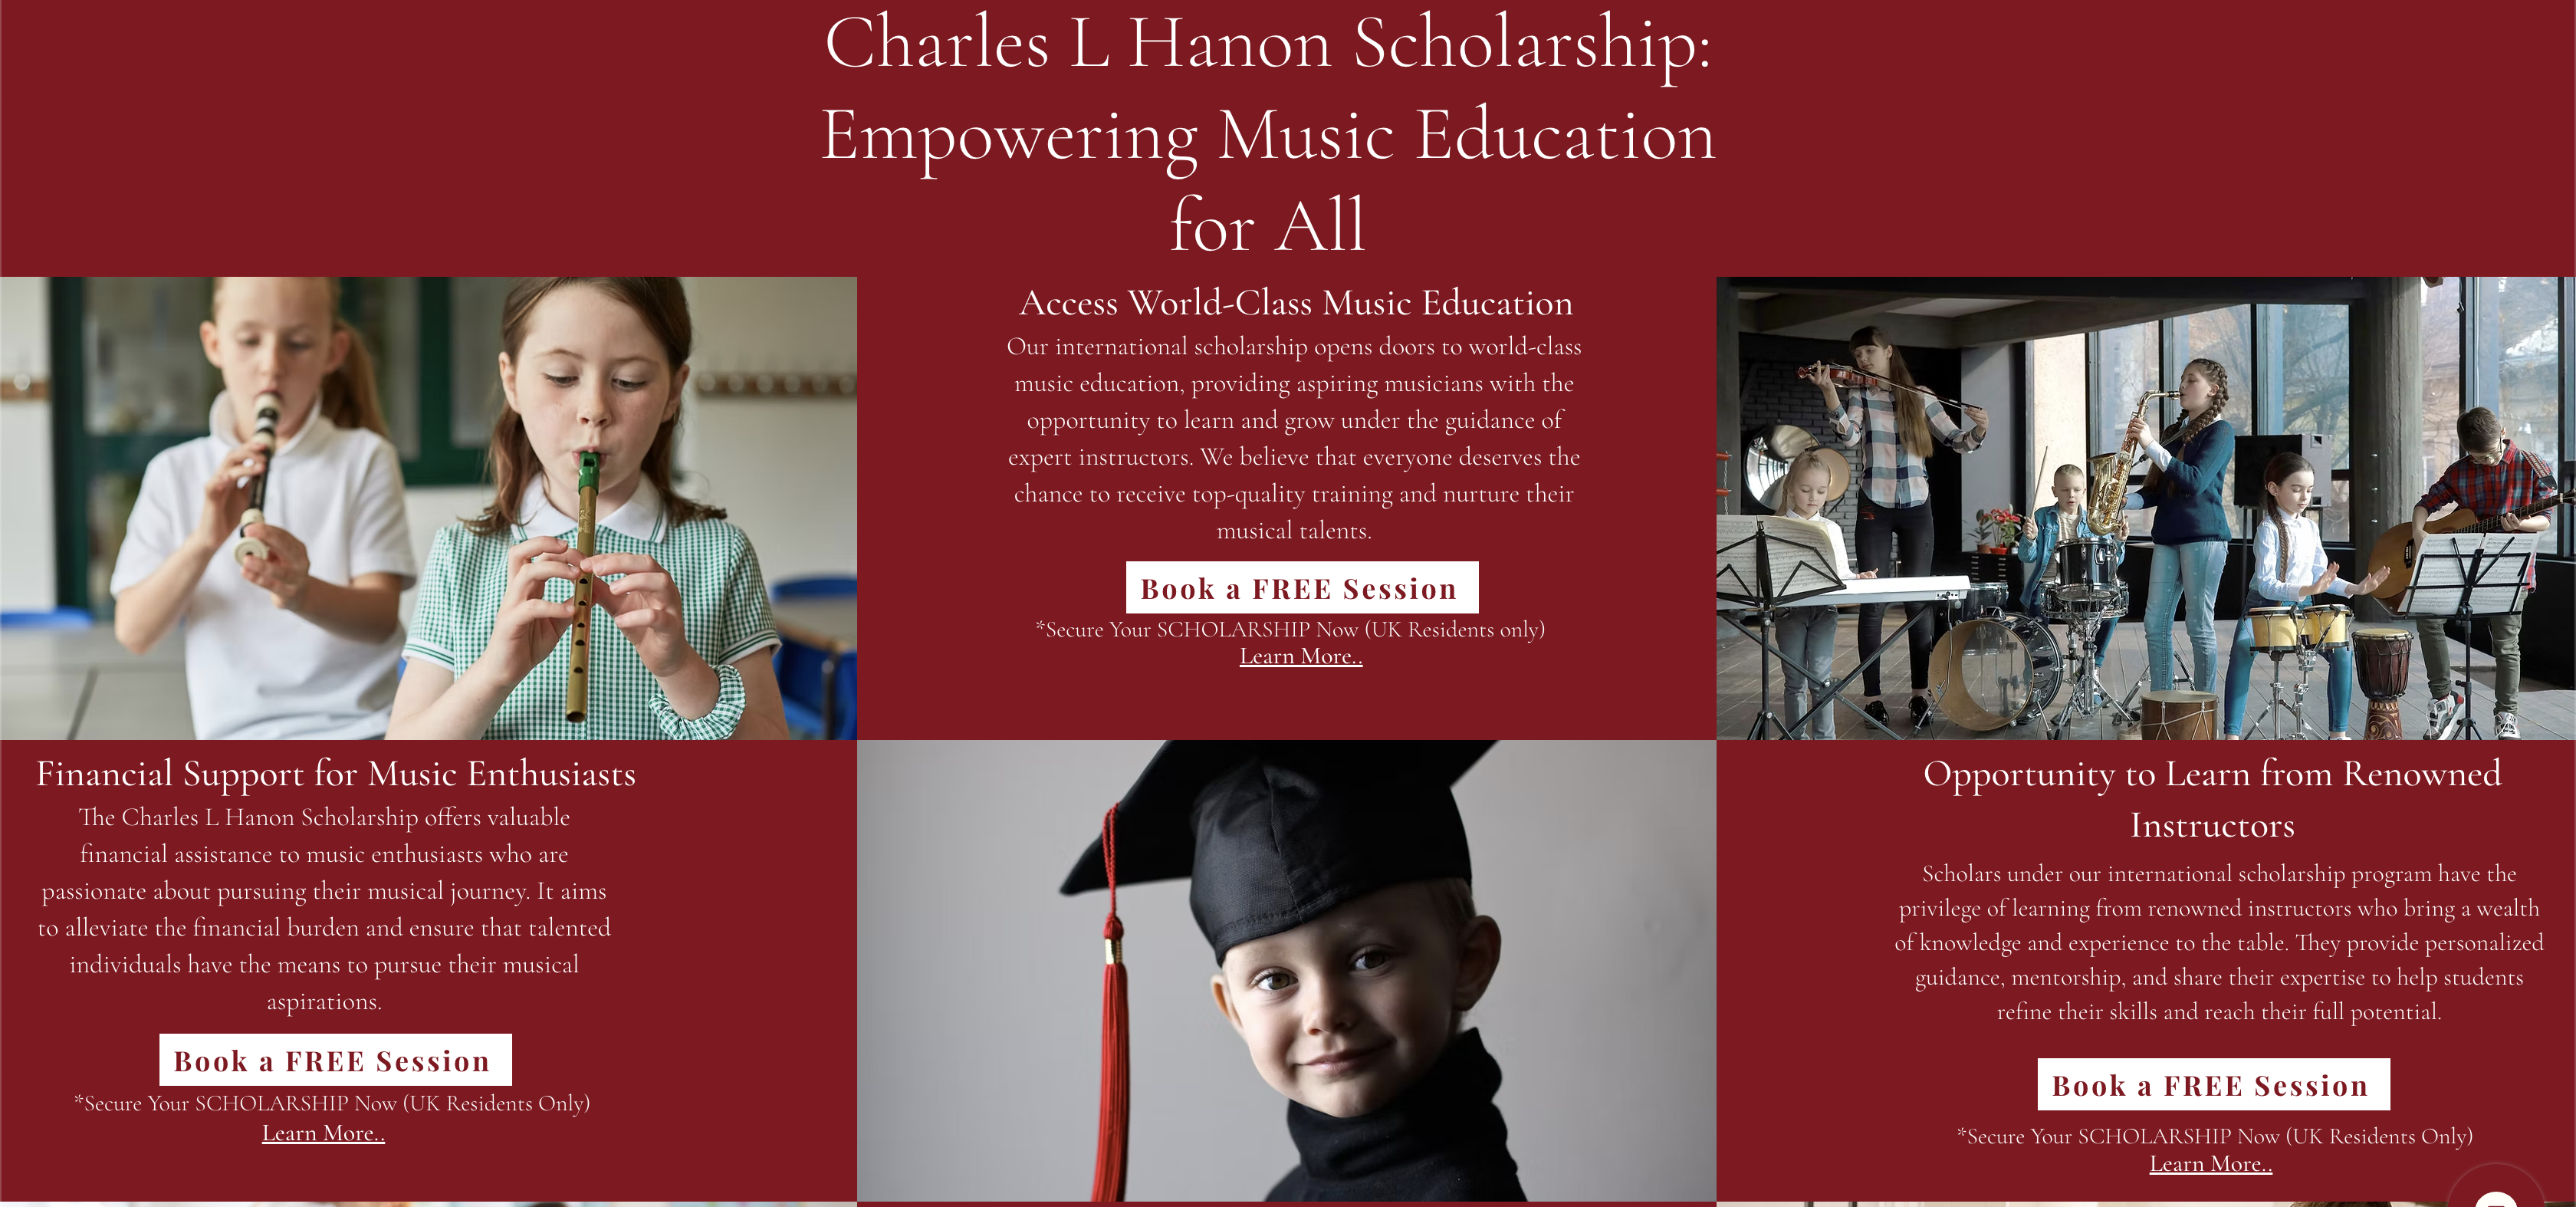 Charles L Hanon Scholarship:
Empowering Music Education
for All
Access World-Class Music Education
Our international scholarship opens doors to world-class
music education, providing aspiring musicians with the
opportunity to learn and grow under the guidance of
expert instructors. We believe that everyone deserves the
chance to receive top-quality training and nurture their
musical talents.
Book a FREE Session
*Secure Your SCHOLARSHIP Now (UK Residents only)
Learn More..
Financial Support for Music Enthusiasts
The Charles L Hanon Scholarship offers valuable
financial assistance to music enthusiasts who are
passionate about pursuing their musical journey. It aims
to alleviate the financial burden and ensure that talented
individuals have the means to pursue their musical
aspirations.
Book a FREE Session
*Secure Your SCHOLARSHIP Now (UK Residents Only)
Learn More..
Opportunity to Learn from Renowned
Instructors
Scholars under our international scholarship program have the
privilege of learning from renowned instructors who bring a wealth
of knowledge and experience to the table. They provide personalized
guidance, mentorship, and share their expertise to help students
refine their skills and reach their full potential.
Book a FREE Session
*Secure Your SCHOLARSHIP Now (UK Residents Only)
Learn More..